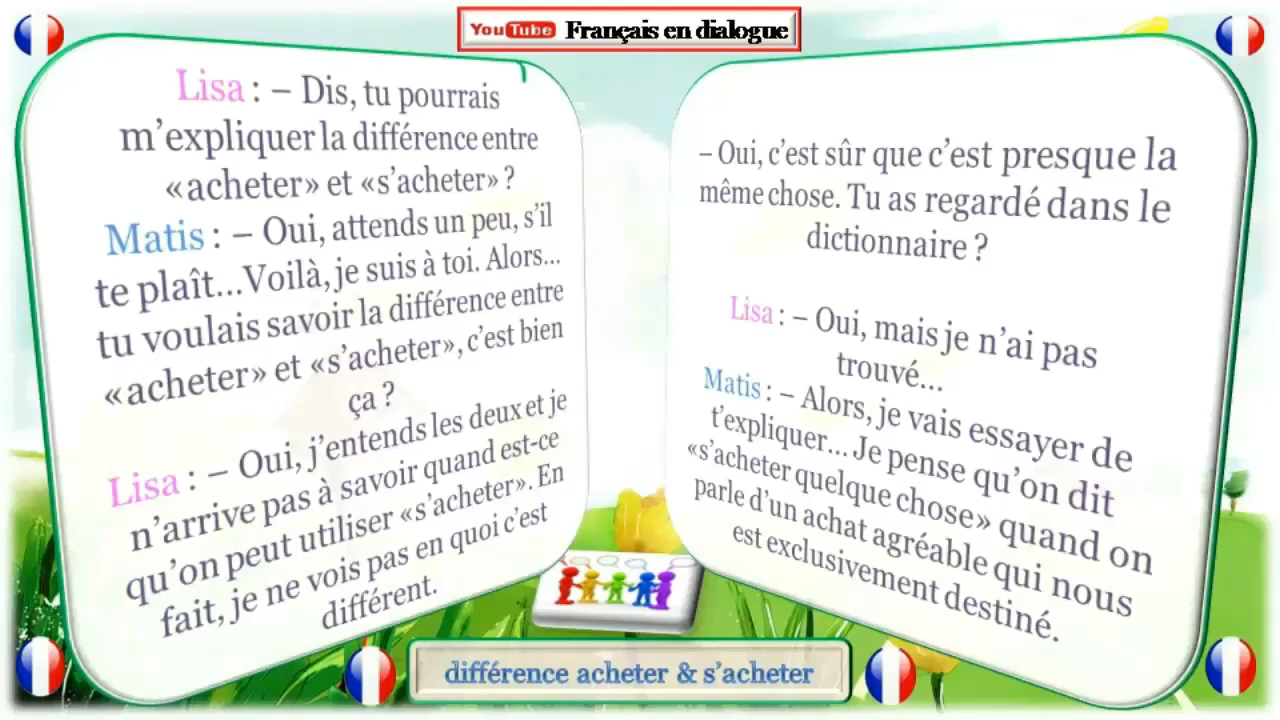 YouTube Français en dialogue
Lisa : – Dis, tu pourrais
m’expliquer la différence entre
«acheter» et «s’acheter» ?
Matis : – Oui, attends un peu, s’il
te plaît…Voilà, je suis à toi. Alors…
tu voulais savoir la différence entre
«acheter» et «s’acheter», c’est bien
ça ?
Lisa : – Oui, j’entends les deux et je
n’arrive pas à savoir quand est-ce
qu’on peut utiliser «s’acheter». En
fait, je ne vois pas en quoi c’est
différent.
– Oui, c’est sûr que c’est presque la
même chose. Tu as regardé dans le
dictionnaire ?
Lisa : – Oui, mais je n’ai pas
trouvé…
Matis : – Alors, je vais essayer de
t’expliquer… Je pense qu’on dit
«s’acheter quelque chose» quand on
parle d’un achat agréable qui nous
est exclusivement destiné.
différence acheter & s’acheter